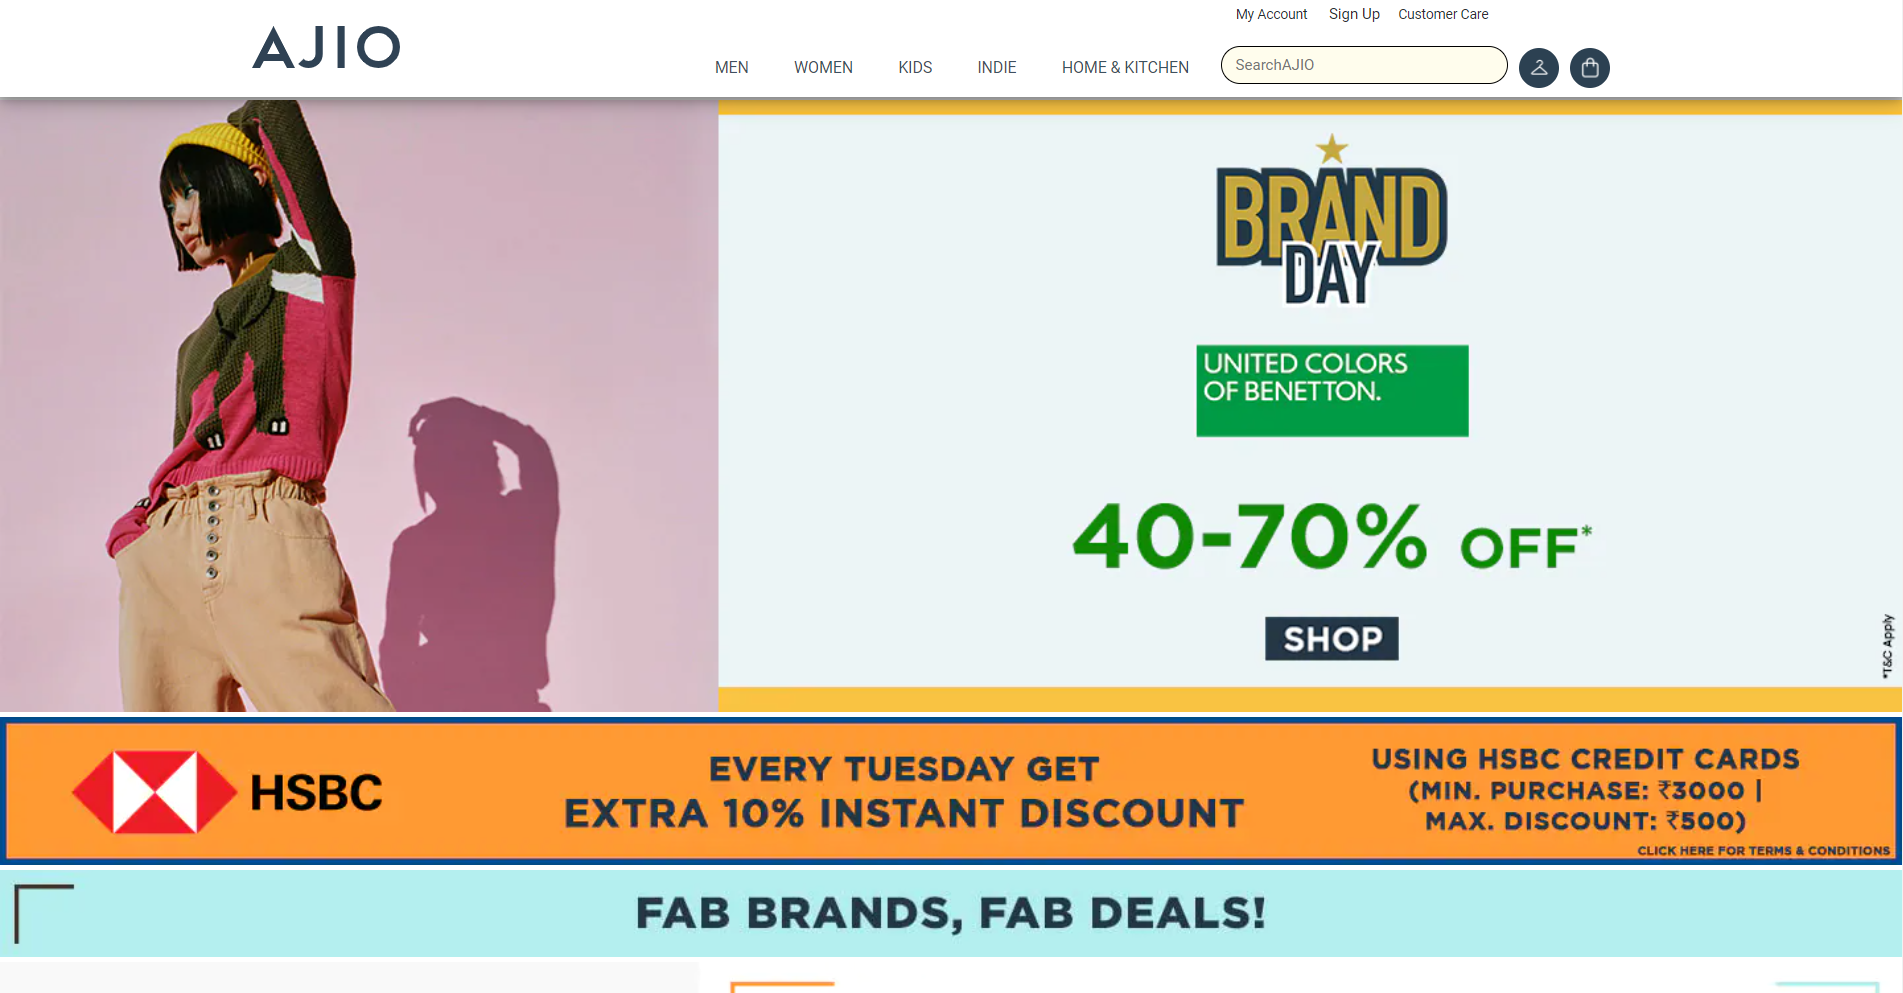 My Account Sign Up Customer Care
AJIO
MEN WOMEN KIDS INDIE HOME & KITCHEN SearchAJIO
BRAND
DAY
UNITED COLORS
OF BENETTON.
40-70% OFF*
SHOP
*T&C Apply
HSBC
EVERY TUESDAY GET
EXTRA 10% INSTANT DISCOUNT
USING HSBC CREDIT CARDS
(MIN. PURCHASE: ₹3000 |
MAX. DISCOUNT: ₹500)
CLICK HERE FOR TERMS & CONDITIONS
FAB BRANDS, FAB DEALS!